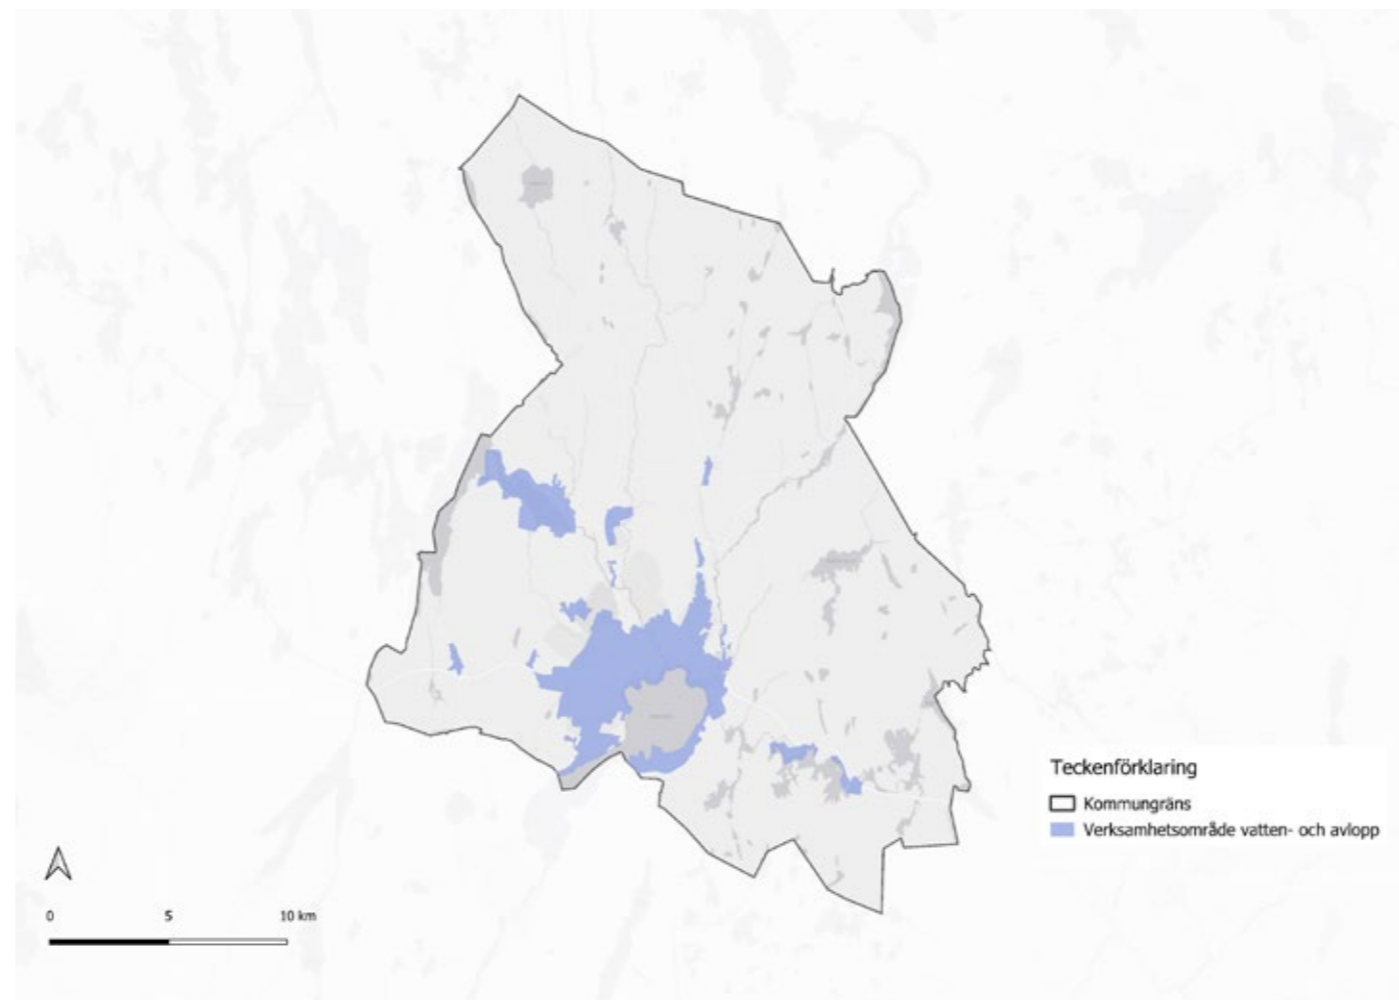 Teckenförklaring
Kommungräns
Verksamhetsområde vatten- och avlopp
0 5 10 km